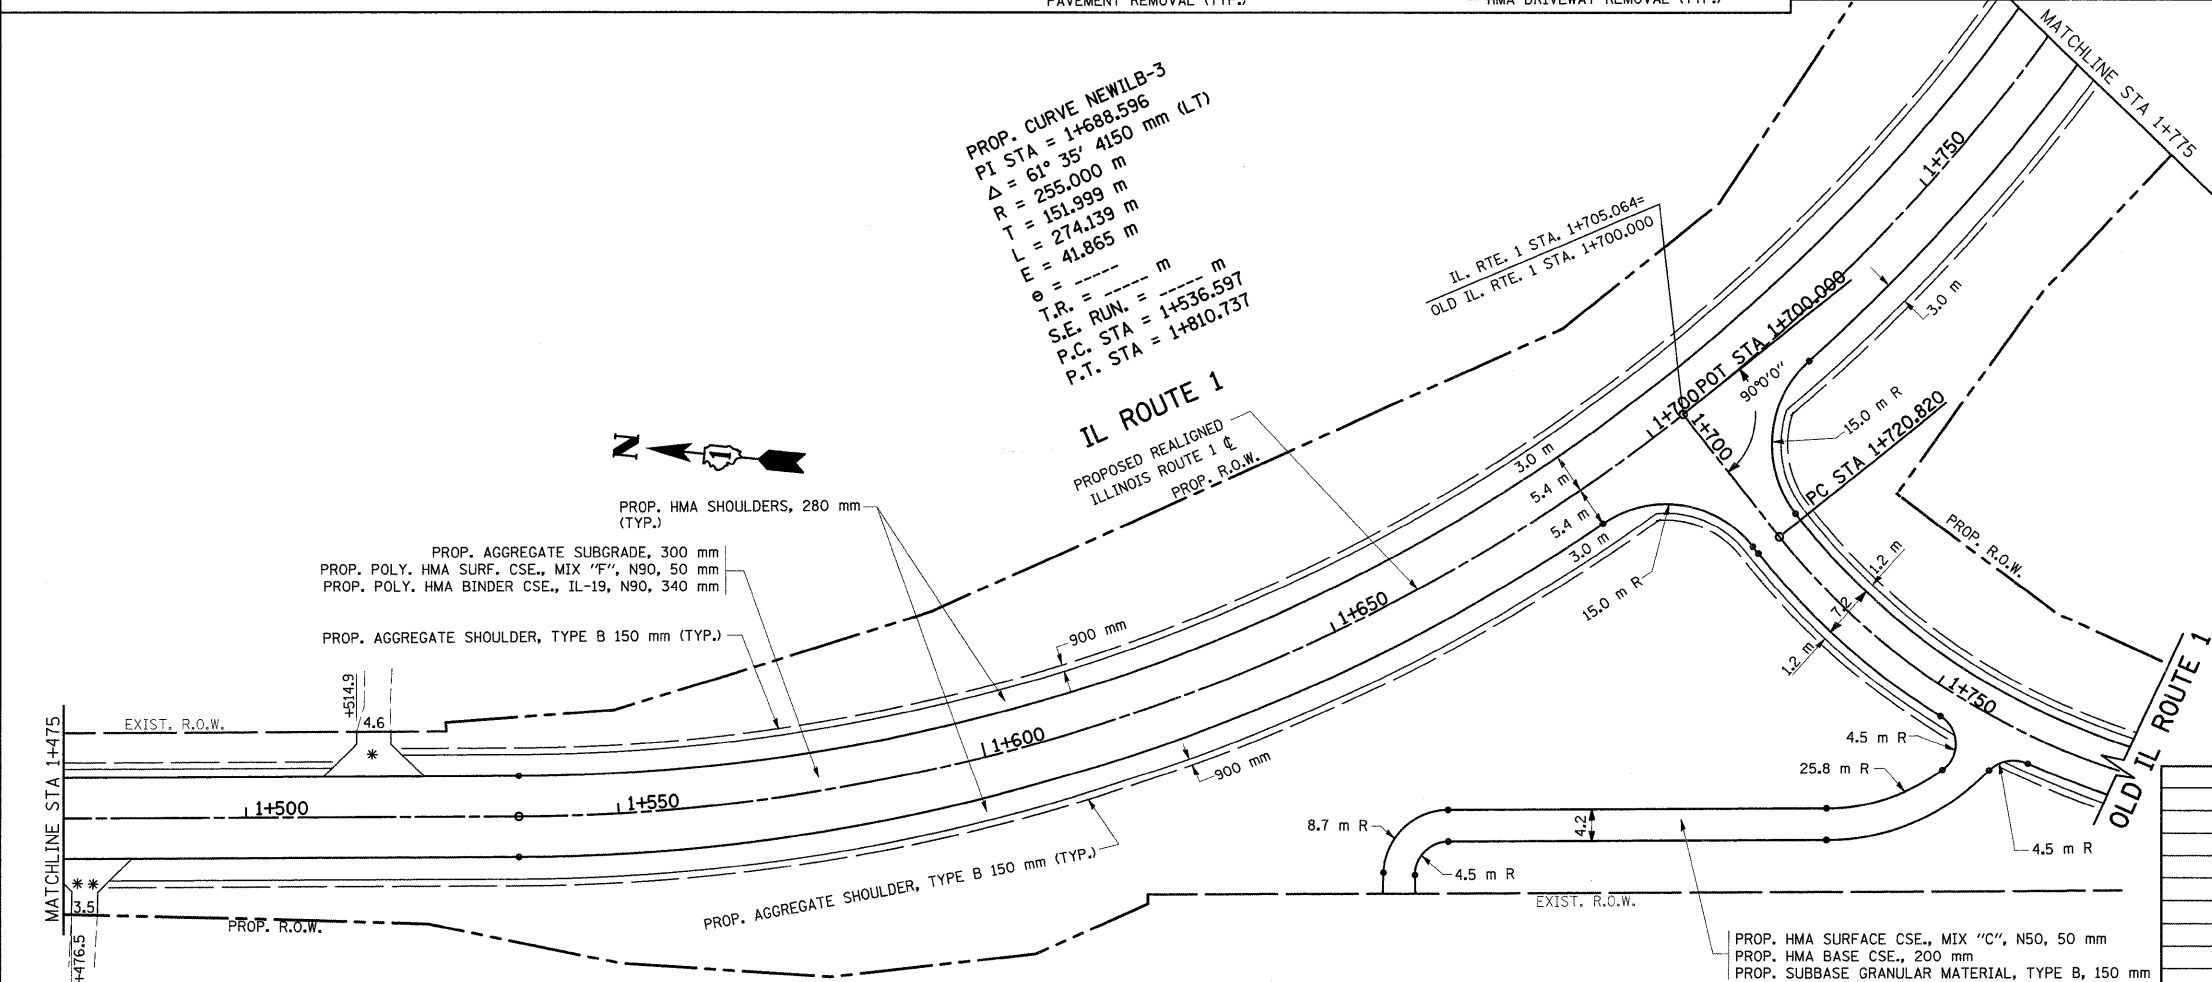 PAVEMENT REMOVAL (TYP.)
HMA DRIVEWAY REMOVAL (TYP.)
MATCHLINE STA 1+775
PROP. CURVE NEWILB-3
PI STA = 1+688.596
Δ = 61° 35' 4150 mm (LT)
R = 255.000 m
T = 151.999 m
L = 274.139 m
E = 41.865 m
e = ------
T.R. = ------ m
S.E. RUN. = ------ m
P.C. STA = 1+536.597
P.T. STA = 1+810.737
1+750
IL. RTE. 1 STA. 1+705.064=
OLD IL. RTE. 1 STA. 1+700.000
3.0 m
POT STA 1+700.000
1+700
90°0'0"
1+700
15.0 m R
PC STA 1+720.820
IL ROUTE 1
PROPOSED REALIGNED
ILLINOIS ROUTE 1 ℄
PROP. R.O.W.
N
1
3.0 m
5.4 m
5.4 m
3.0 m
PROP. HMA SHOULDERS, 280 mm
(TYP.)
PROP. AGGREGATE SUBGRADE, 300 mm
PROP. POLY. HMA SURF. CSE., MIX "F", N90, 50 mm
PROP. POLY. HMA BINDER CSE., IL-19, N90, 340 mm
PROP. AGGREGATE SHOULDER, TYPE B 150 mm (TYP.)
900 mm
1+650
15.0 m R
1.2 m
7.2
1.2 m
PROP. R.O.W.
OLD IL ROUTE 1
1+750
+514.9
4.6
EXIST. R.O.W.
*
MATCHLINE STA 1+475
1+500
1+550
1+600
900 mm
4.5 m R
25.8 m R
8.7 m R
4.2
4.5 m R
4.5 m R
**
3.5
+476.5
PROP. R.O.W.
PROP. AGGREGATE SHOULDER, TYPE B 150 mm (TYP.)
EXIST. R.O.W.
PROP. HMA SURFACE CSE., MIX "C", N50, 50 mm
PROP. HMA BASE CSE., 200 mm
PROP. SUBBASE GRANULAR MATERIAL, TYPE B, 150 mm